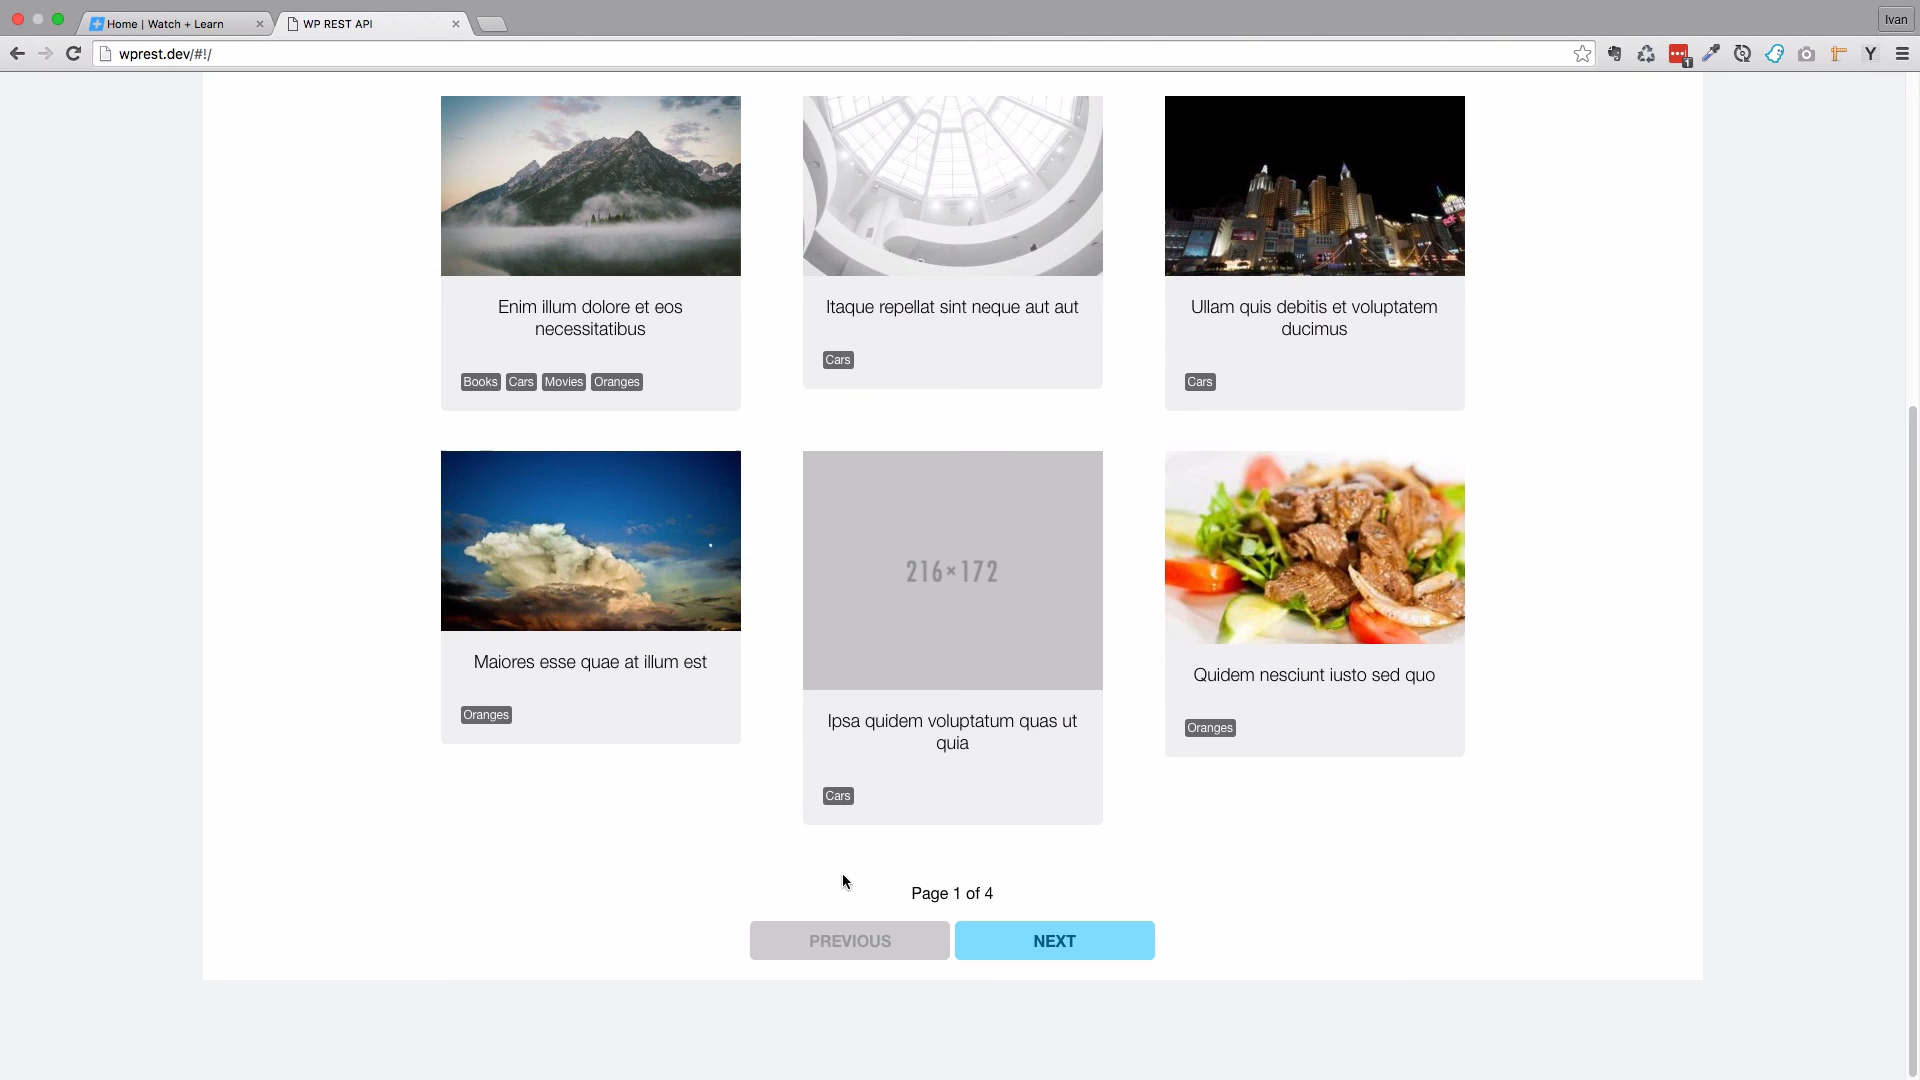 Home | Watch + Learn
WP REST API
Ivan
wprest.dev/#!/
1
Y
Enim illum dolore et eos
necessitatibus
Books Cars Movies Oranges
Itaque repellat sint neque aut aut
Cars
Ullam quis debitis et voluptatem
ducimus
Cars
Maiores esse quae at illum est
Oranges
216×172
Ipsa quidem voluptatum quas ut
quia
Cars
Quidem nesciunt iusto sed quo
Oranges
Page 1 of 4
PREVIOUS
NEXT